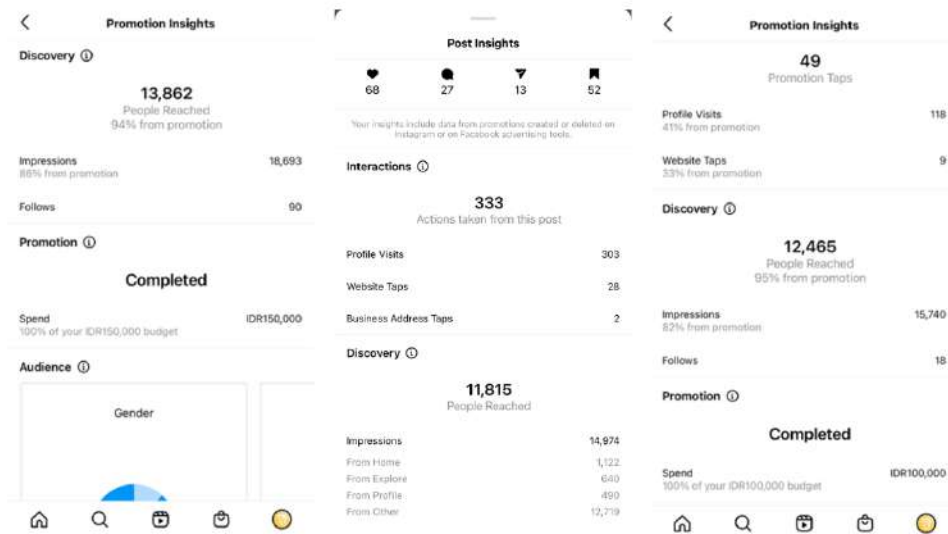 Promotion Insights
Discovery
13,862
People Reached
94% from promotion
Impressions 18,693
86% from promotion
Follows 90
Promotion
Completed
Spend IDR150,000
100% of your IDR150,000 budget
Audience
Gender
Post Insights
68 27 13 52
Your insights include data from promotions created or deleted on
Instagram or on Facebook advertising tools.
Interactions
333
Actions taken from this post
Profile Visits 303
Website Taps 28
Business Address Taps 2
Discovery
11,815
People Reached
Impressions 14,974
From Home 1,122
From Explore 640
From Profile 490
From Other 12,719
Promotion Insights
49
Promotion Taps
Profile Visits 118
41% from promotion
Website Taps 9
33% from promotion
Discovery
12,465
People Reached
95% from promotion
Impressions 15,740
82% from promotion
Follows 18
Promotion
Completed
Spend IDR100,000
100% of your IDR100,000 budget